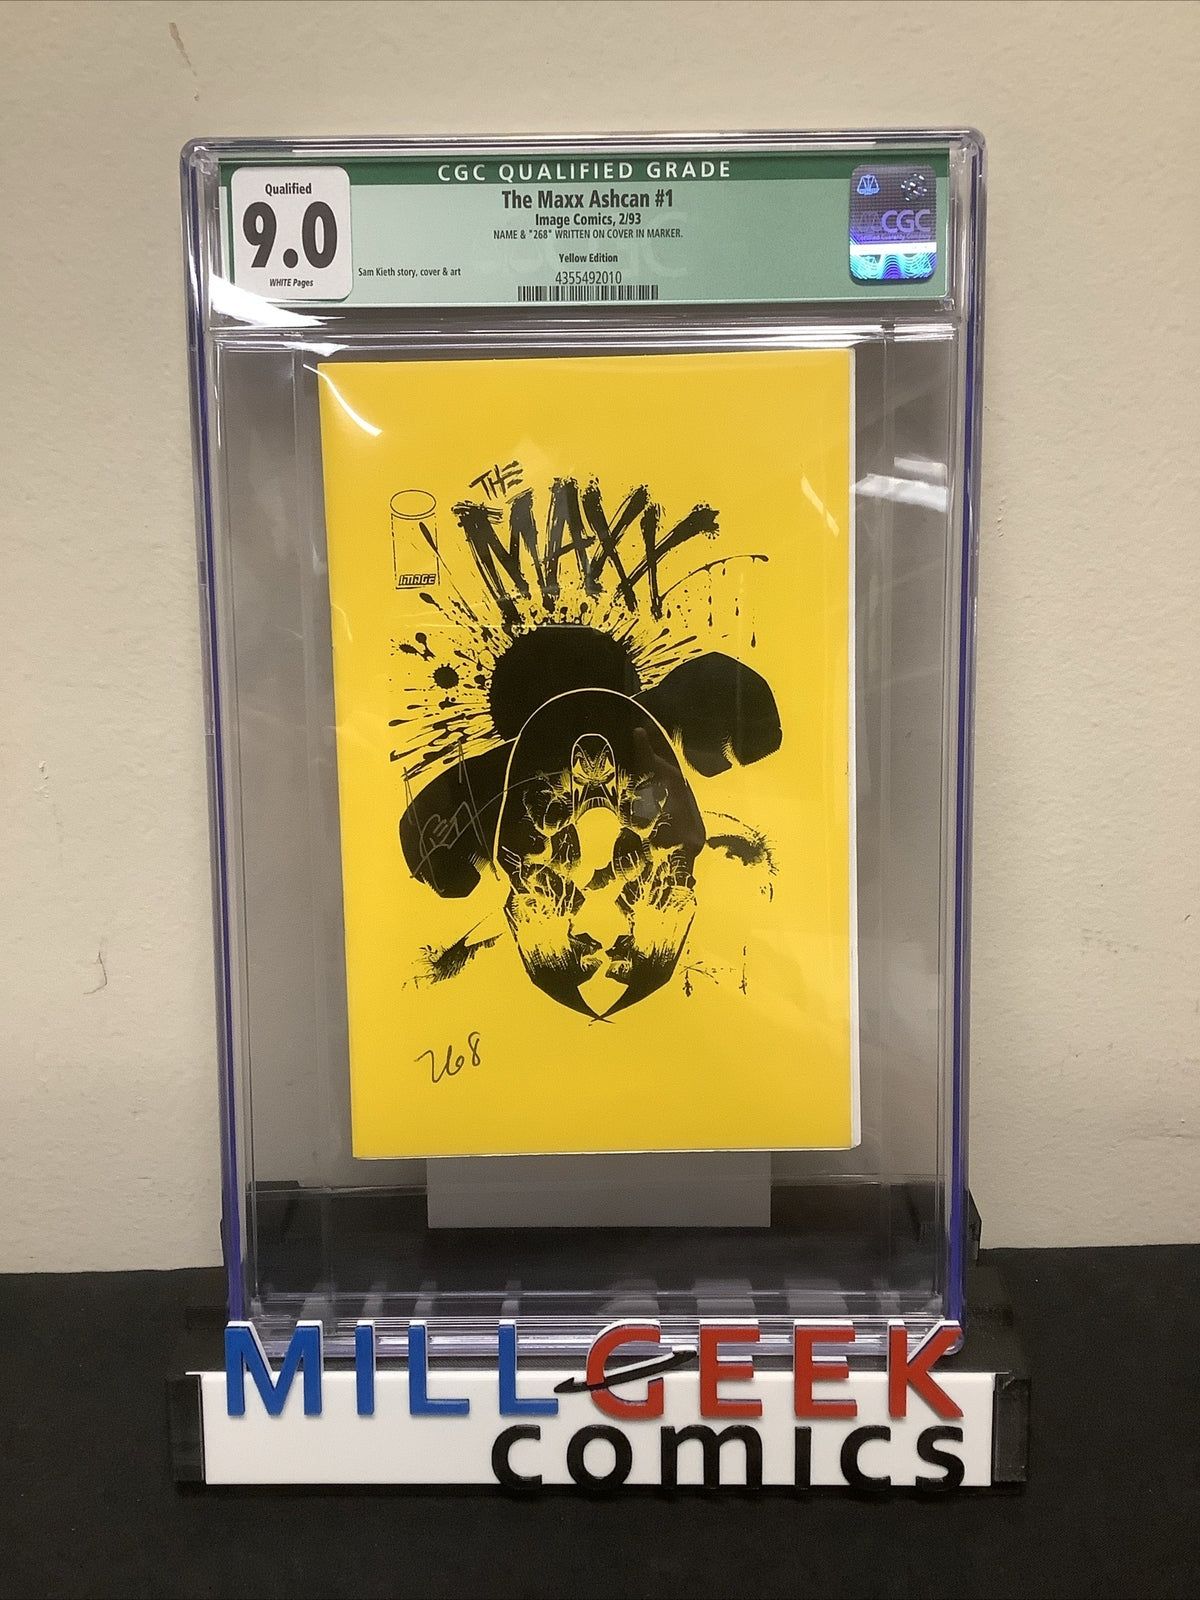 CGC QUALIFIED GRADE
Qualified
9.0
WHITE Pages
The Maxx Ashcan #1
Image Comics, 2/93
NAME & "268" WRITTEN ON COVER IN MARKER.
Yellow Edition
Sam Kieth story, cover & art
4355492010
CGC
THE
MAXX
IMAGE
268
MILLGEEK
comics